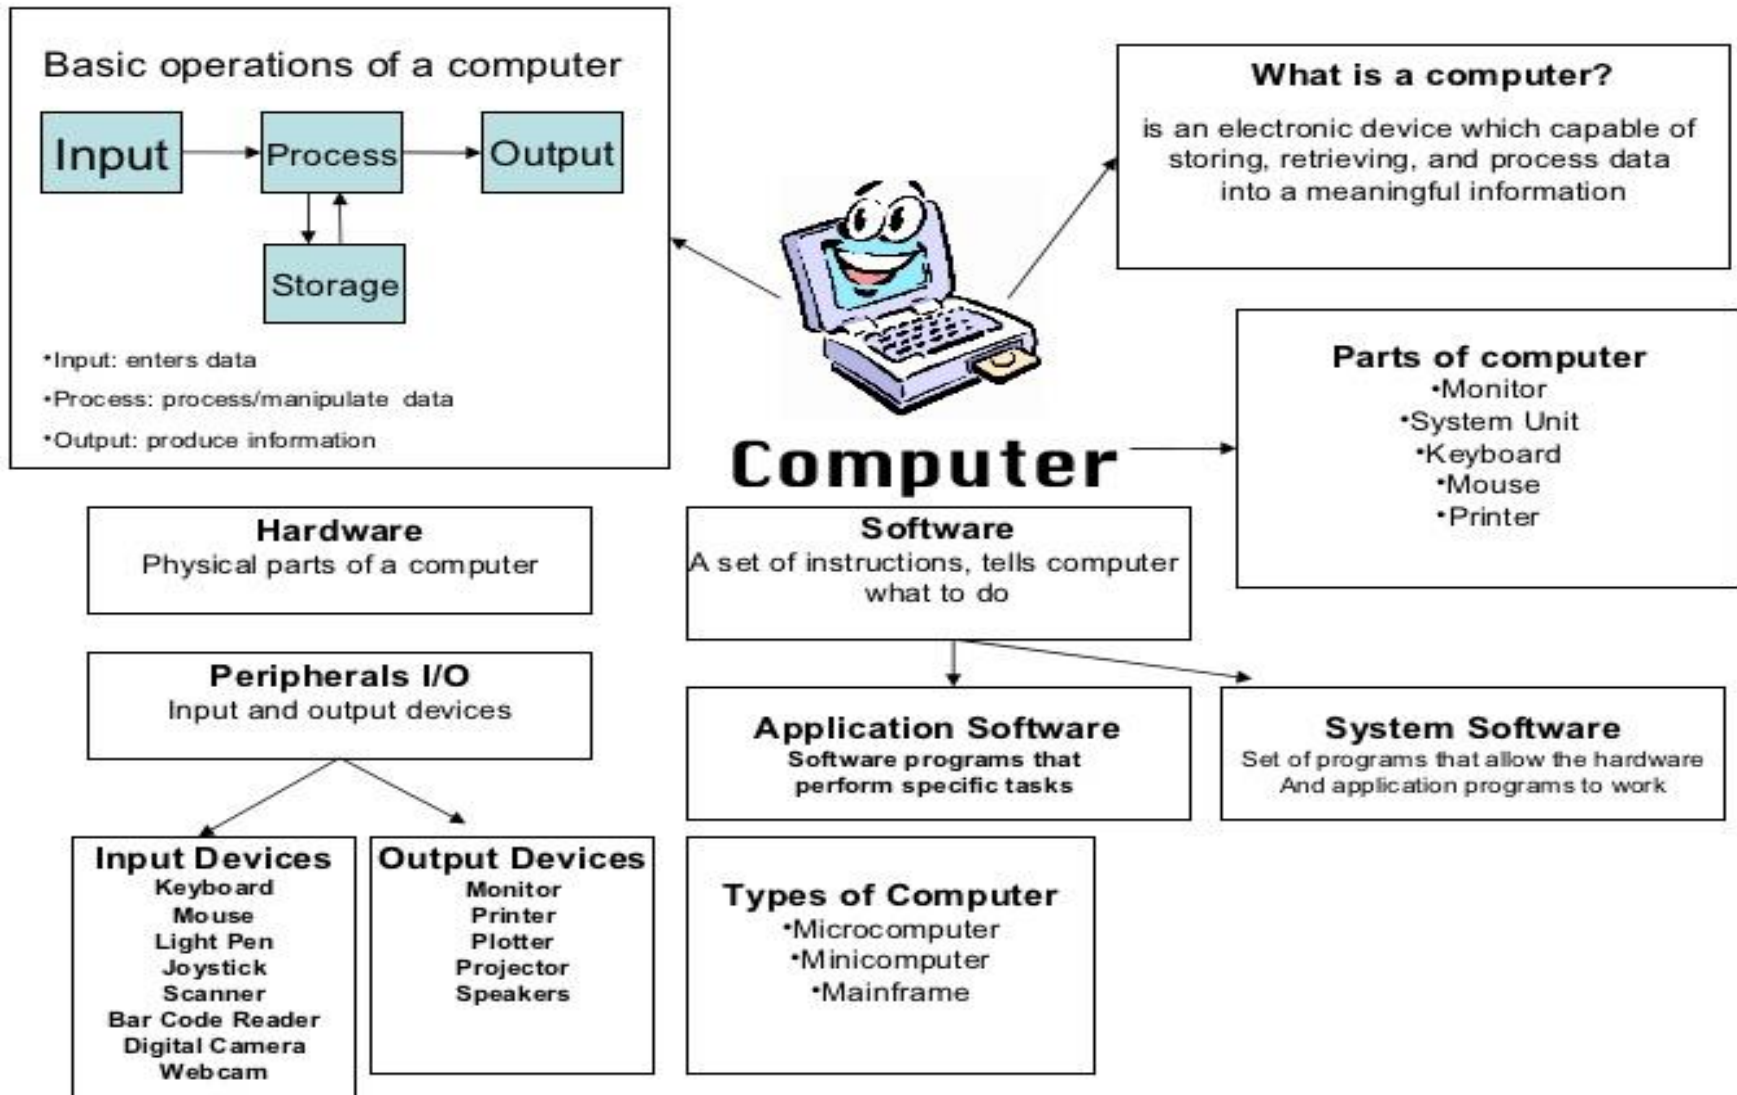 Basic operations of a computer
Input
Process
Output
Storage
•Input: enters data
•Process: process/manipulate data
•Output: produce information
What is a computer?
is an electronic device which capable of
storing, retrieving, and process data
into a meaningful information
Computer
Parts of computer
•Monitor
•System Unit
•Keyboard
•Mouse
•Printer
Hardware
Physical parts of a computer
Software
A set of instructions, tells computer
what to do
Peripherals I/O
Input and output devices
Application Software
Software programs that
perform specific tasks
System Software
Set of programs that allow the hardware
And application programs to work
Input Devices
Keyboard
Mouse
Light Pen
Joystick
Scanner
Bar Code Reader
Digital Camera
Webcam
Output Devices
Monitor
Printer
Plotter
Projector
Speakers
Types of Computer
•Microcomputer
•Minicomputer
•Mainframe